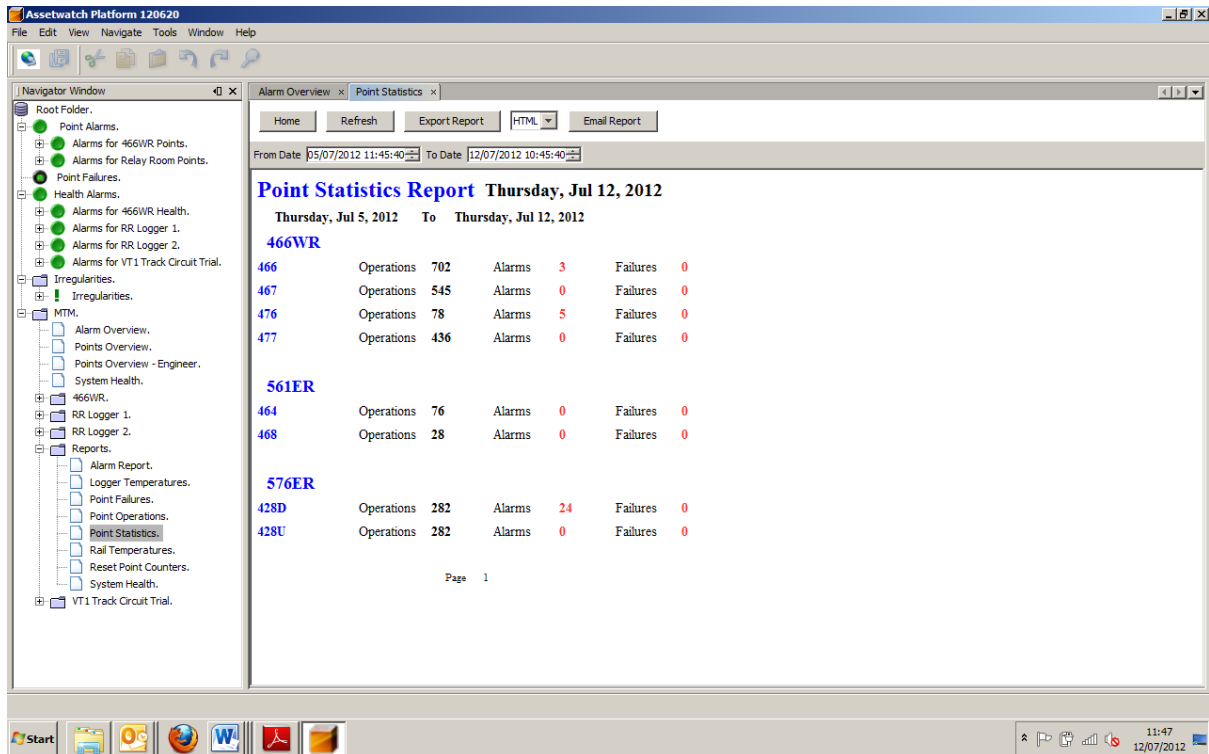 Assetwatch Platform 120620
File Edit View Navigate Tools Window Help
Navigator Window
Root Folder.
Point Alarms.
Alarms for 466WR Points.
Alarms for Relay Room Points.
Point Failures.
Health Alarms.
Alarms for 466WR Health.
Alarms for RR Logger 1.
Alarms for RR Logger 2.
Alarms for VT1 Track Circuit Trial.
Irregularities.
Irregularities.
MTM.
Alarm Overview.
Points Overview.
Points Overview - Engineer.
System Health.
466WR.
RR Logger 1.
RR Logger 2.
Reports.
Alarm Report.
Logger Temperatures.
Point Failures.
Point Operations.
Point Statistics.
Rail Temperatures.
Reset Point Counters.
System Health.
VT1 Track Circuit Trial.
Alarm Overview Point Statistics
Home Refresh Export Report HTML Email Report
From Date 05/07/2012 11:45:40 To Date 12/07/2012 10:45:40
Point Statistics Report Thursday, Jul 12, 2012
Thursday, Jul 5, 2012 To Thursday, Jul 12, 2012
466WR
466 Operations 702 Alarms 3 Failures 0
467 Operations 545 Alarms 0 Failures 0
476 Operations 78 Alarms 5 Failures 0
477 Operations 436 Alarms 0 Failures 0
561ER
464 Operations 76 Alarms 0 Failures 0
468 Operations 28 Alarms 0 Failures 0
576ER
428D Operations 282 Alarms 24 Failures 0
428U Operations 282 Alarms 0 Failures 0
Page 1
Start
11:47
12/07/2012